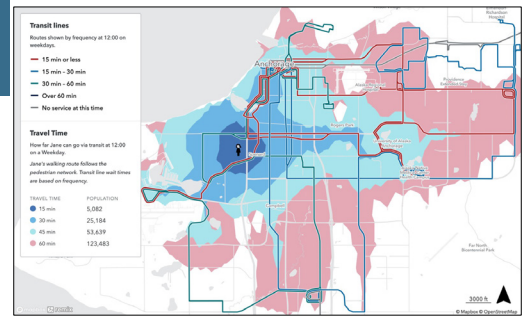 Transit lines
Routes shown by frequency at 12:00 on
weekdays.
15 min or less
15 min - 30 min
30 min - 60 min
Over 60 min
No service at this time
Travel Time
How far Jane can go via transit at 12:00
on a Weekday.
Jane's walking route follows the
pedestrian network. Transit line wait times
are based on frequency.
TRAVEL TIME POPULATION
15 min 5,082
30 min 25,184
45 min 53,639
60 min 123,483
Anchorage
Far North
Bicentennial Park
3000 ft
remix
© Mapbox © OpenStreetMap